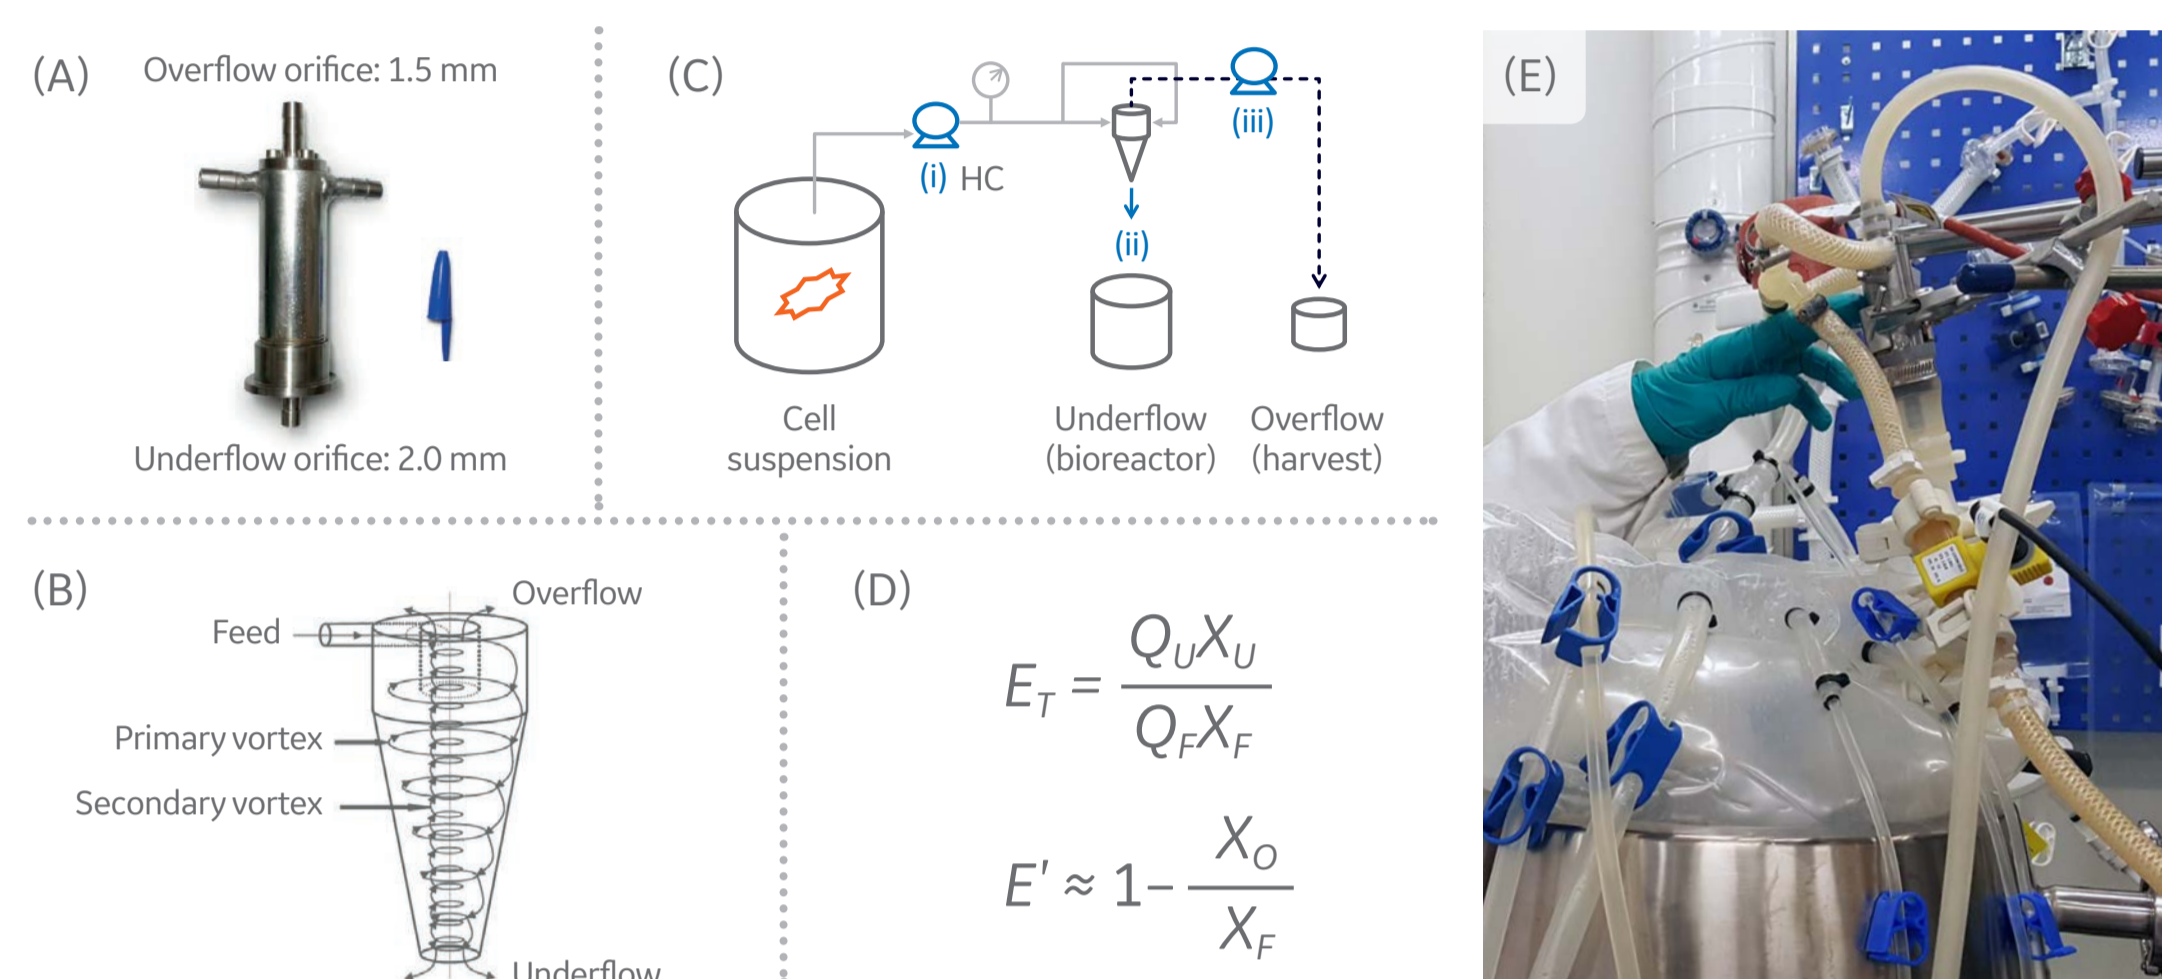 (A)
Overflow orifice: 1.5 mm
Underflow orifice: 2.0 mm
(B)
Overflow
Feed
Primary vortex
Secondary vortex
Underflow
(C)
(i) HC
(ii)
(iii)
Cell
suspension
Underflow
(bioreactor)
Overflow
(harvest)
(D)
E_T = Q_U X_U / Q_F X_F
E' ≈ 1− X_O / X_F
(E)